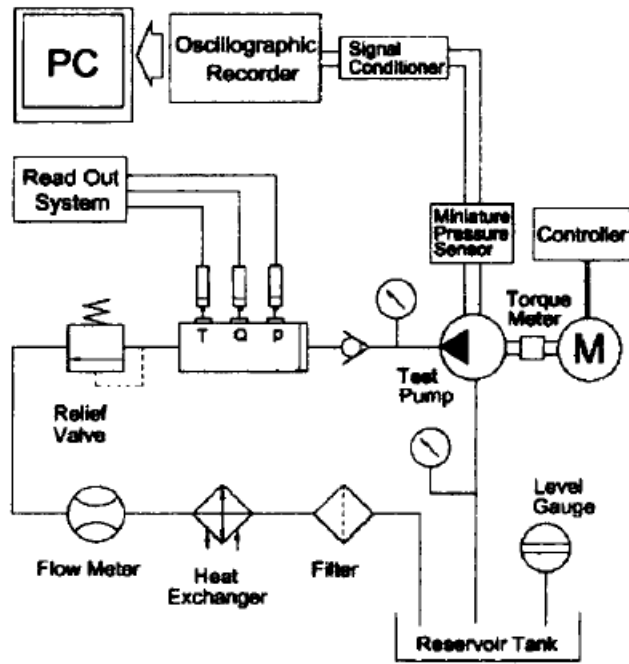 PC
Oscillographic
Recorder
Signal
Conditioner
Read Out
System
Miniature
Pressure
Sensor
Controller
Torque
Meter
T Q P
M
Test
Pump
Relief
Valve
Level
Gauge
Flow Meter
Heat
Exchanger
Filter
Reservoir Tank